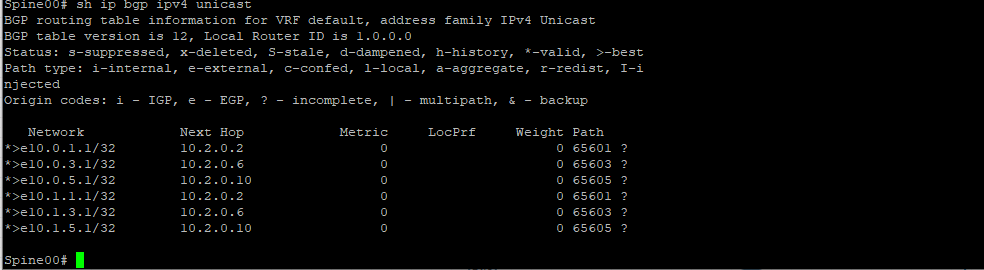 Spine00# sh ip bgp ipv4 unicast
BGP routing table information for VRF default, address family IPv4 Unicast
BGP table version is 12, Local Router ID is 1.0.0.0
Status: s-suppressed, x-deleted, S-stale, d-dampened, h-history, *-valid, >-best
Path type: i-internal, e-external, c-confed, l-local, a-aggregate, r-redist, I-i
njected
Origin codes: i - IGP, e - EGP, ? - incomplete, | - multipath, & - backup
   Network            Next Hop            Metric     LocPrf     Weight Path
*>e10.0.1.1/32        10.2.0.2                 0                     0 65601 ?
*>e10.0.3.1/32        10.2.0.6                 0                     0 65603 ?
*>e10.0.5.1/32        10.2.0.10                0                     0 65605 ?
*>e10.1.1.1/32        10.2.0.2                 0                     0 65601 ?
*>e10.1.3.1/32        10.2.0.6                 0                     0 65603 ?
*>e10.1.5.1/32        10.2.0.10                0                     0 65605 ?
Spine00#